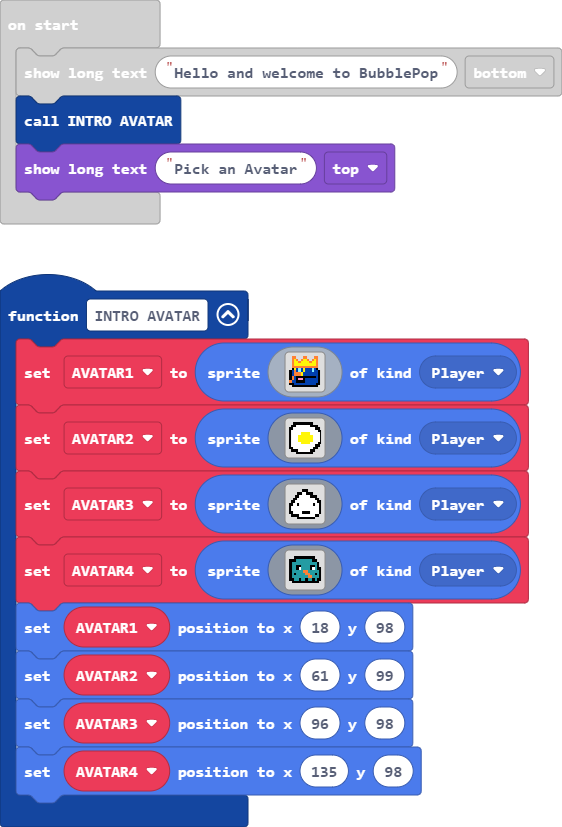 on start
show long text "Hello and welcome to BubblePop" bottom
call INTRO AVATAR
show long text "Pick an Avatar" top
function INTRO AVATAR
set AVATAR1 to sprite of kind Player
set AVATAR2 to sprite of kind Player
set AVATAR3 to sprite of kind Player
set AVATAR4 to sprite of kind Player
set AVATAR1 position to x 18 y 98
set AVATAR2 position to x 61 y 99
set AVATAR3 position to x 96 y 98
set AVATAR4 position to x 135 y 98